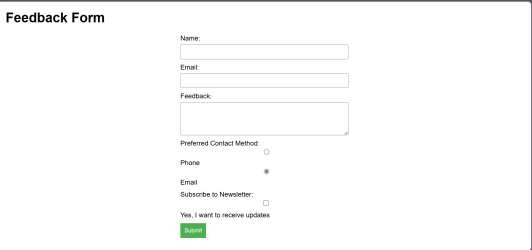 Feedback Form
Name:
Email:
Feedback:
Preferred Contact Method:
Phone
Email
Subscribe to Newsletter:
Yes, I want to receive updates
Submit